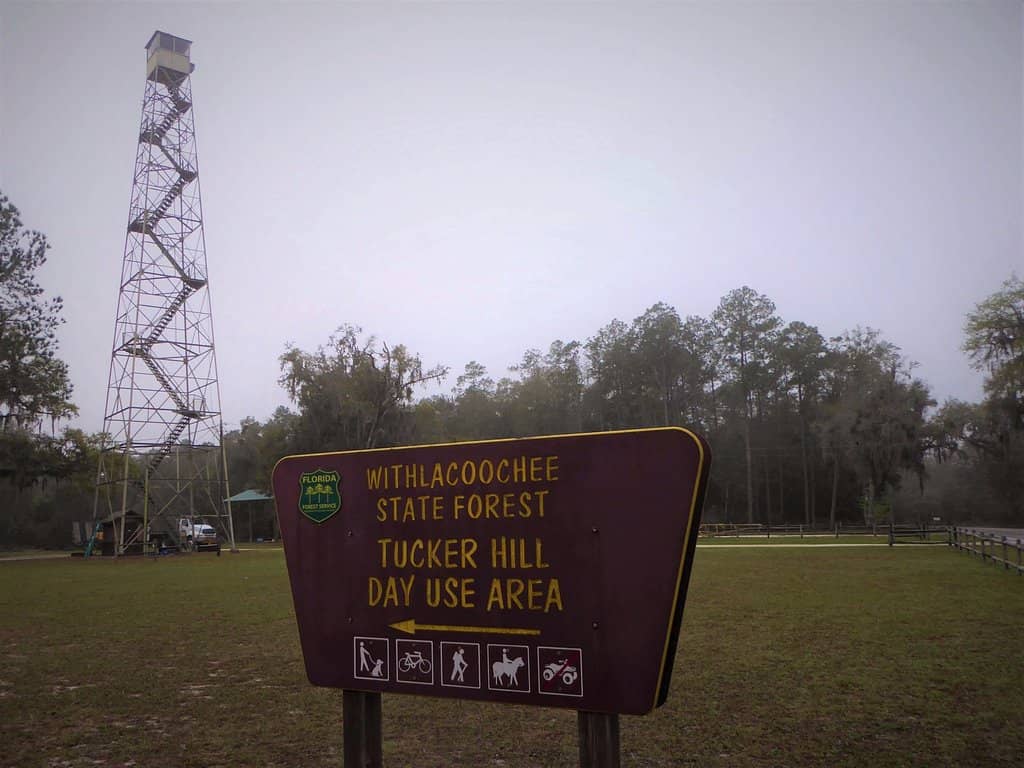 FLORIDA
FOREST SERVICE
WITHLACOOCHEE
STATE FOREST
TUCKER HILL
DAY USE AREA